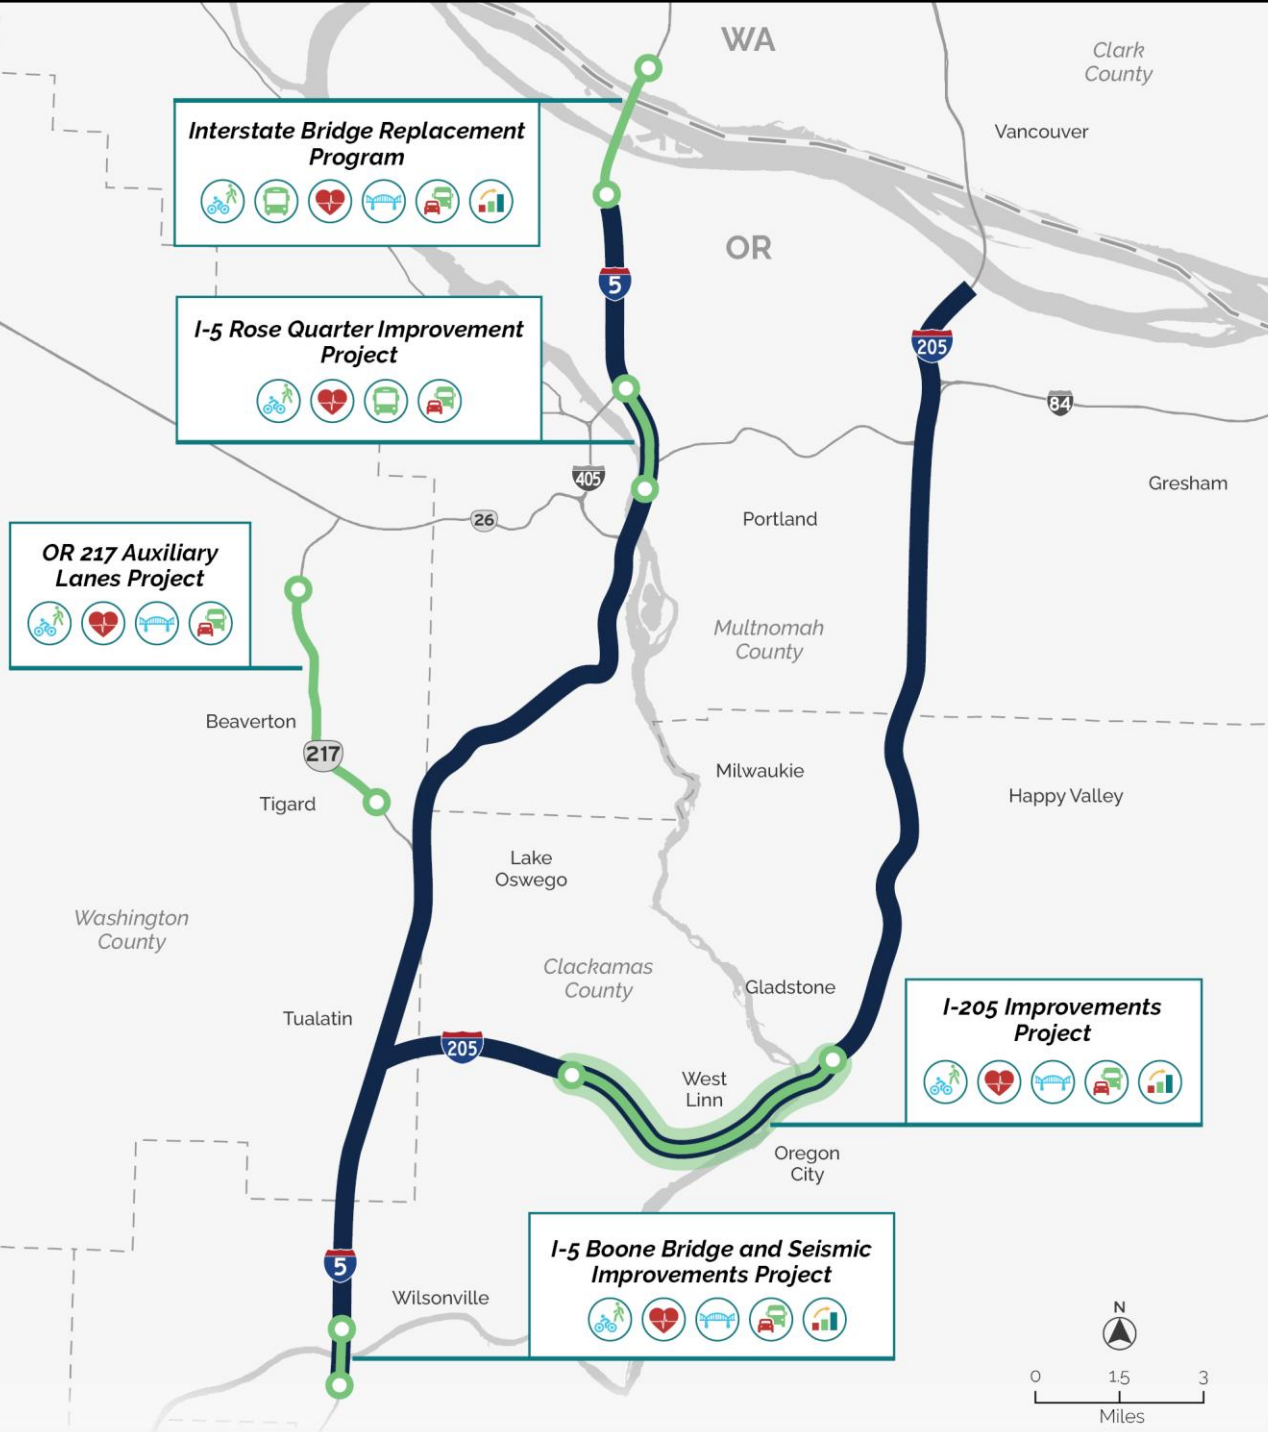 WA
Clark
County
Vancouver
Interstate Bridge Replacement
Program
OR
5
I-5 Rose Quarter Improvement
Project
205
84
405
Gresham
26
Portland
OR 217 Auxiliary
Lanes Project
Multnomah
County
Beaverton
217
Milwaukie
Tigard
Happy Valley
Lake
Oswego
Washington
County
Clackamas
County
Gladstone
Tualatin
I-205 Improvements
Project
205
West
Linn
Oregon
City
I-5 Boone Bridge and Seismic
Improvements Project
5
Wilsonville
N
0 1.5 3
Miles